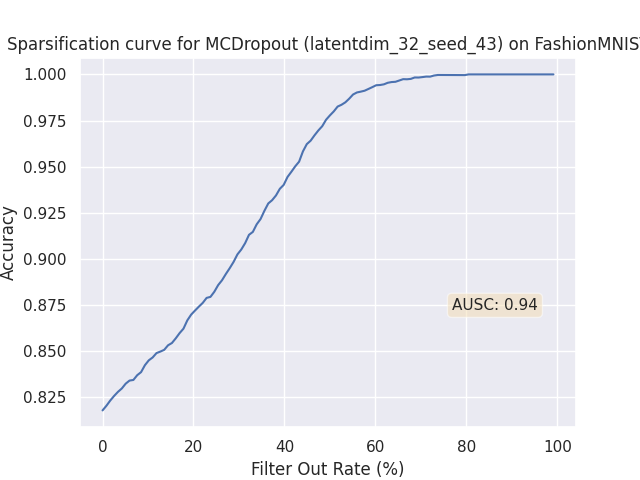 Sparsification curve for MCDropout (latentdim_32_seed_43) on FashionMNIS
1.000
0.975
0.950
0.925
0.900
0.875
0.850
0.825
Accuracy
AUSC: 0.94
0 20 40 60 80 100
Filter Out Rate (%)